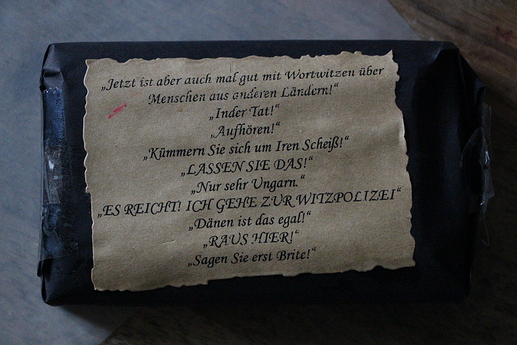 „Jetzt ist aber auch mal gut mit Wortwitzen über
Menschen aus anderen Ländern!“
„Inder Tat!“
„Aufhören!“
„Kümmern Sie sich um Iren Scheiß!“
„LASSEN SIE DAS!“
„Nur sehr Ungarn.“
„ES REICHT! ICH GEHE ZUR WITZPOLIZEI“
„Dänen ist das egal!“
„RAUS HIER!“
„Sagen Sie erst Brite!“